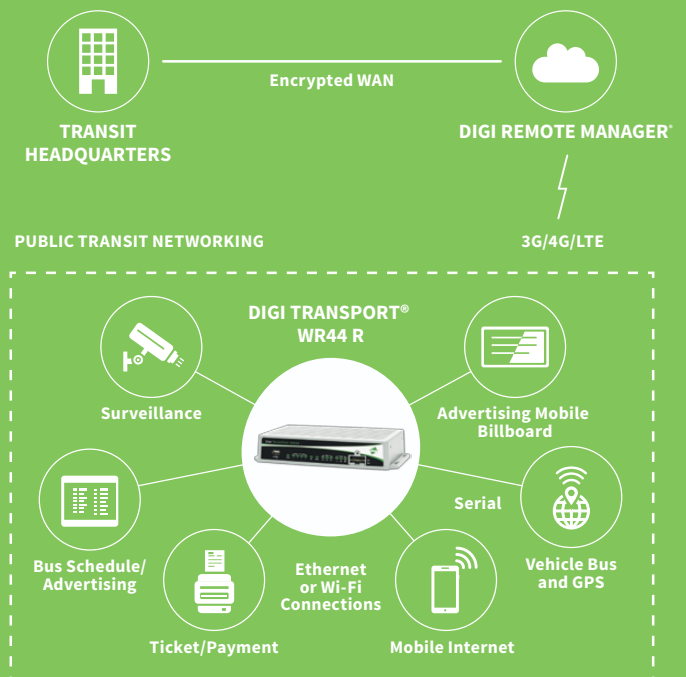 Encrypted WAN
TRANSIT
HEADQUARTERS
DIGI REMOTE MANAGER®
PUBLIC TRANSIT NETWORKING
3G/4G/LTE
DIGI TRANSPORT®
WR44 R
Surveillance
Advertising Mobile
Billboard
Serial
Bus Schedule/
Advertising
Ethernet
or Wi-Fi
Connections
Vehicle Bus
and GPS
Ticket/Payment
Mobile Internet